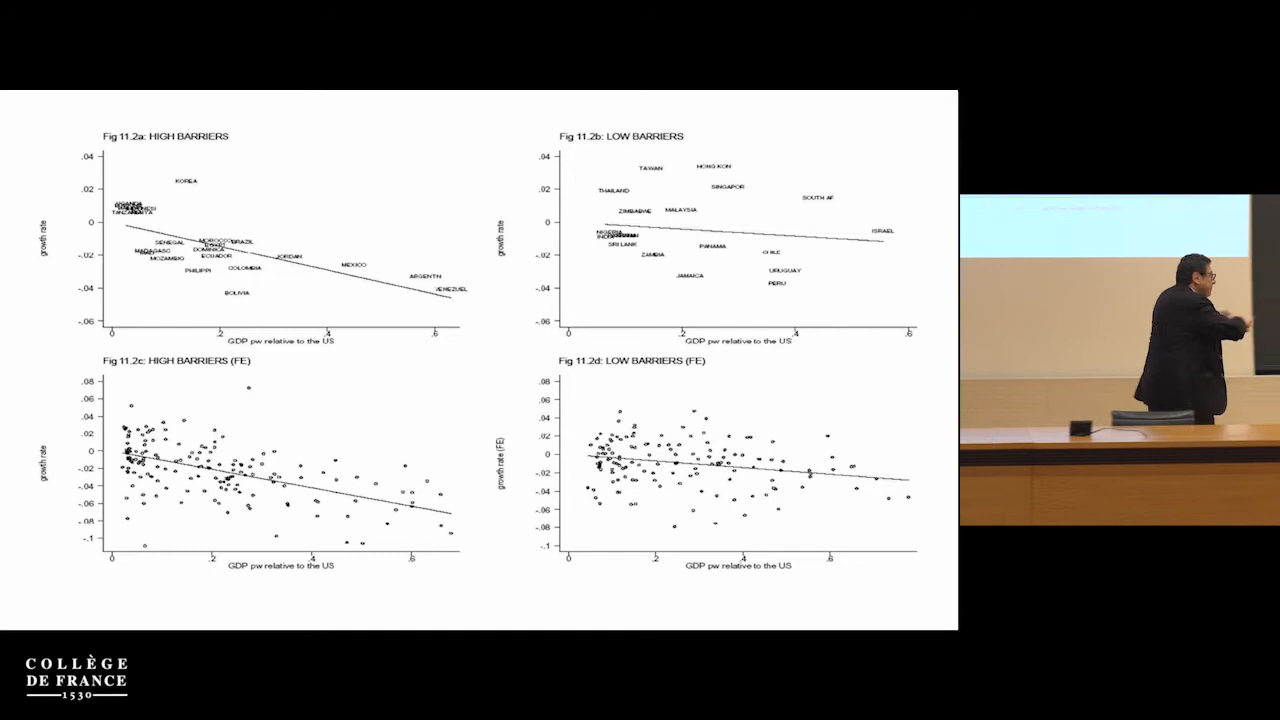 Fig 11.2a: HIGH BARRIERS
growth rate
.04
.02
0
-.02
-.04
-.06
KOREA
UGANDA
TANZANIA
KENYA
SENEGAL
MOROCCO
BRAZIL
MADAGASC
DOMINICA
MOZAMBIG
ECUADOR
JORDAN
PHILIPPI
COLOMBIA
MEXICO
ARGENTIN
BOLIVIA
VENEZUEL
0 .2 .4 .6
GDP pw relative to the US
Fig 11.2b: LOW BARRIERS
growth rate
.04
.02
0
-.02
-.04
-.06
TAIWAN
HONG KON
THAILAND
SINGAPOR
SOUTH AF
ZIMBABWE
MALAYSIA
NIGERIA
ISRAEL
SRI LANK
PANAMA
ZAMBIA
CHILE
JAMAICA
URUGUAY
PERU
0 .2 .4 .6
GDP pw relative to the US
Fig 11.2c: HIGH BARRIERS (FE)
growth rate
.08
.06
.04
.02
0
-.02
-.04
-.06
-.08
-.1
0 .2 .4 .6
GDP pw relative to the US
Fig 11.2d: LOW BARRIERS (FE)
growth rate (FE)
.08
.06
.04
.02
0
-.02
-.04
-.06
-.08
-.1
0 .2 .4 .6
GDP pw relative to the US
COLLÈGE
DE FRANCE
1530